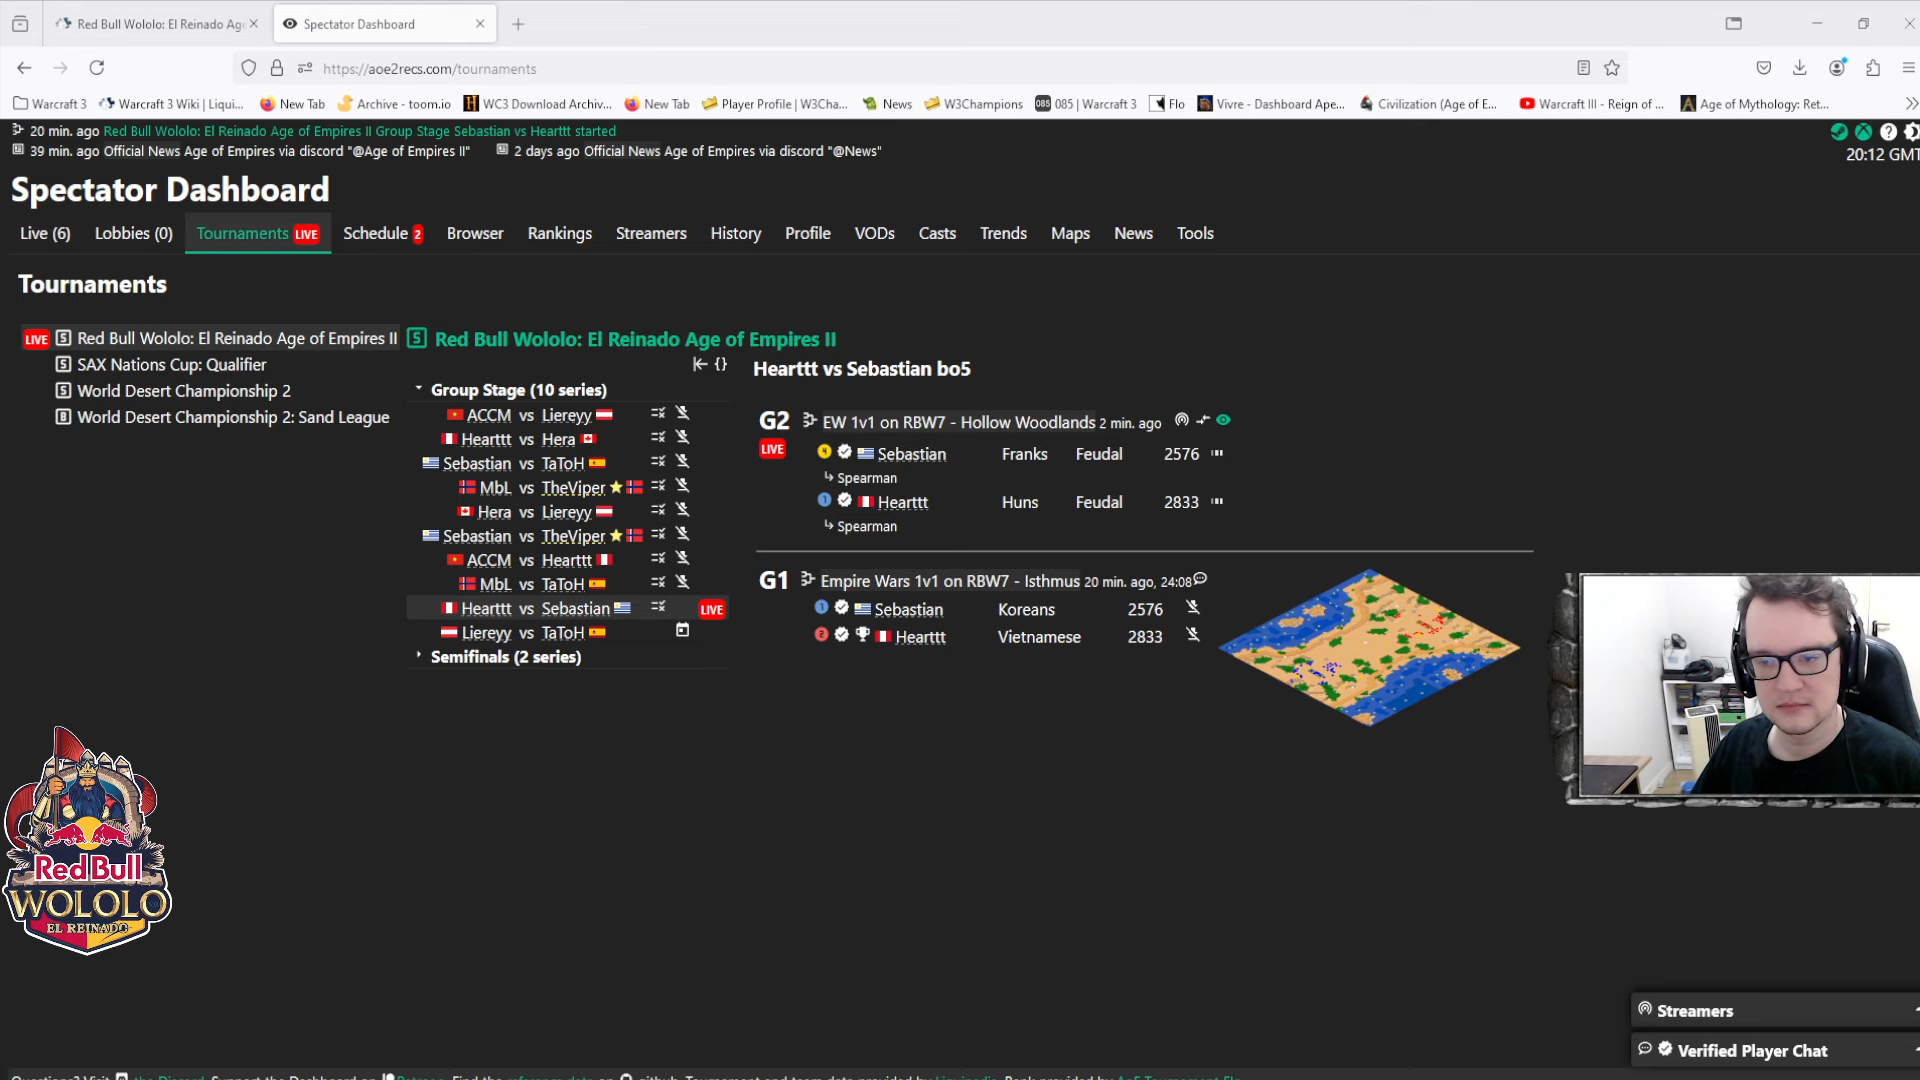 Red Bull Wololo: El Reinado Age
Spectator Dashboard
https://aoe2recs.com/tournaments
Warcraft 3
Warcraft 3 Wiki | Liqui...
New Tab
Archive - toom.io
WC3 Download Archiv...
New Tab
Player Profile | W3Cha...
News
W3Champions
085 | Warcraft 3
Flo
Vivre - Dashboard Ape...
Civilization (Age of E...
Warcraft III - Reign of ...
Age of Mythology: Ret...
20 min. ago Red Bull Wololo: El Reinado Age of Empires II Group Stage Sebastian vs Hearttt started
39 min. ago Official News Age of Empires via discord "@Age of Empires II" 2 days ago Official News Age of Empires via discord "@News"
20:12 GMT
Spectator Dashboard
Live (6) Lobbies (0) Tournaments LIVE Schedule 2 Browser Rankings Streamers History Profile VODs Casts Trends Maps News Tools
Tournaments
LIVE S Red Bull Wololo: El Reinado Age of Empires II
S SAX Nations Cup: Qualifier
S World Desert Championship 2
B World Desert Championship 2: Sand League
S Red Bull Wololo: El Reinado Age of Empires II
{}
Group Stage (10 series)
ACCM vs Liereyy
Hearttt vs Hera
Sebastian vs TaToH
MbL vs TheViper
Hera vs Liereyy
Sebastian vs TheViper
ACCM vs Hearttt
MbL vs TaToH
Hearttt vs Sebastian LIVE
Liereyy vs TaToH
Semifinals (2 series)
Hearttt vs Sebastian bo5
G2 EW 1v1 on RBW7 - Hollow Woodlands 2 min. ago
LIVE
4 Sebastian Franks Feudal 2576
Spearman
1 Hearttt Huns Feudal 2833
Spearman
G1 Empire Wars 1v1 on RBW7 - Isthmus 20 min. ago, 24:08
1 Sebastian Koreans 2576
2 Hearttt Vietnamese 2833
Red Bull
WOLOLO
EL REINADO
Streamers
Verified Player Chat